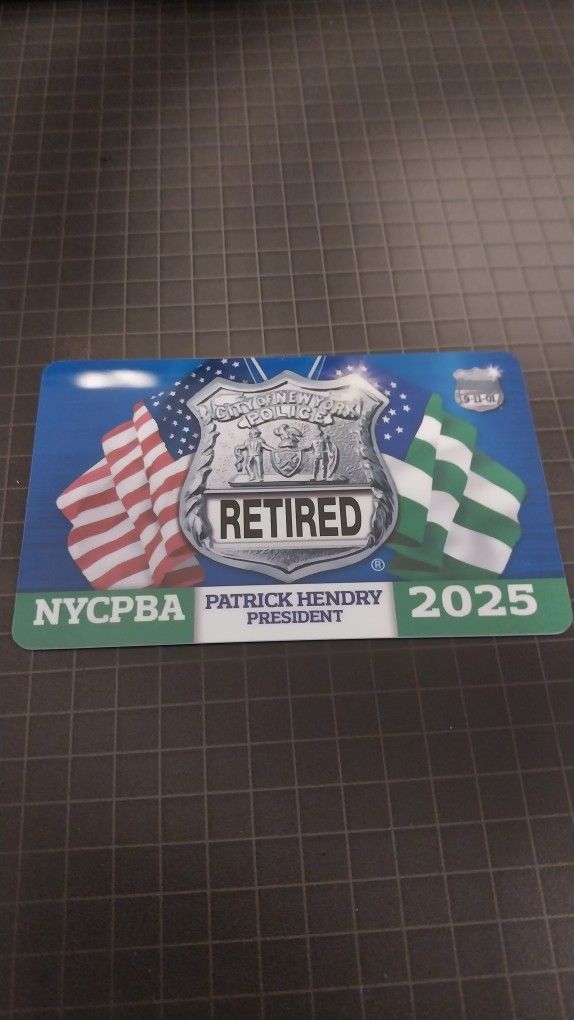 9-11-01
CITY OF NEW YORK
POLICE
RETIRED
®
NYCPBA
PATRICK HENDRY
PRESIDENT
2025